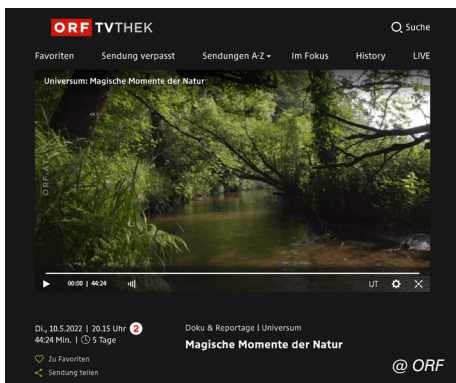 ORF TVTHEK
Suche
Favoriten Sendung verpasst Sendungen A-Z Im Fokus History LIVE
Universum: Magische Momente der Natur
ORF.AT
00:00 | 44:24 UT
Di., 10.5.2022 | 20.15 Uhr 2
44:24 Min. | 5 Tage
Doku & Reportage | Universum
Magische Momente der Natur
Zu Favoriten
Sendung teilen
@ ORF